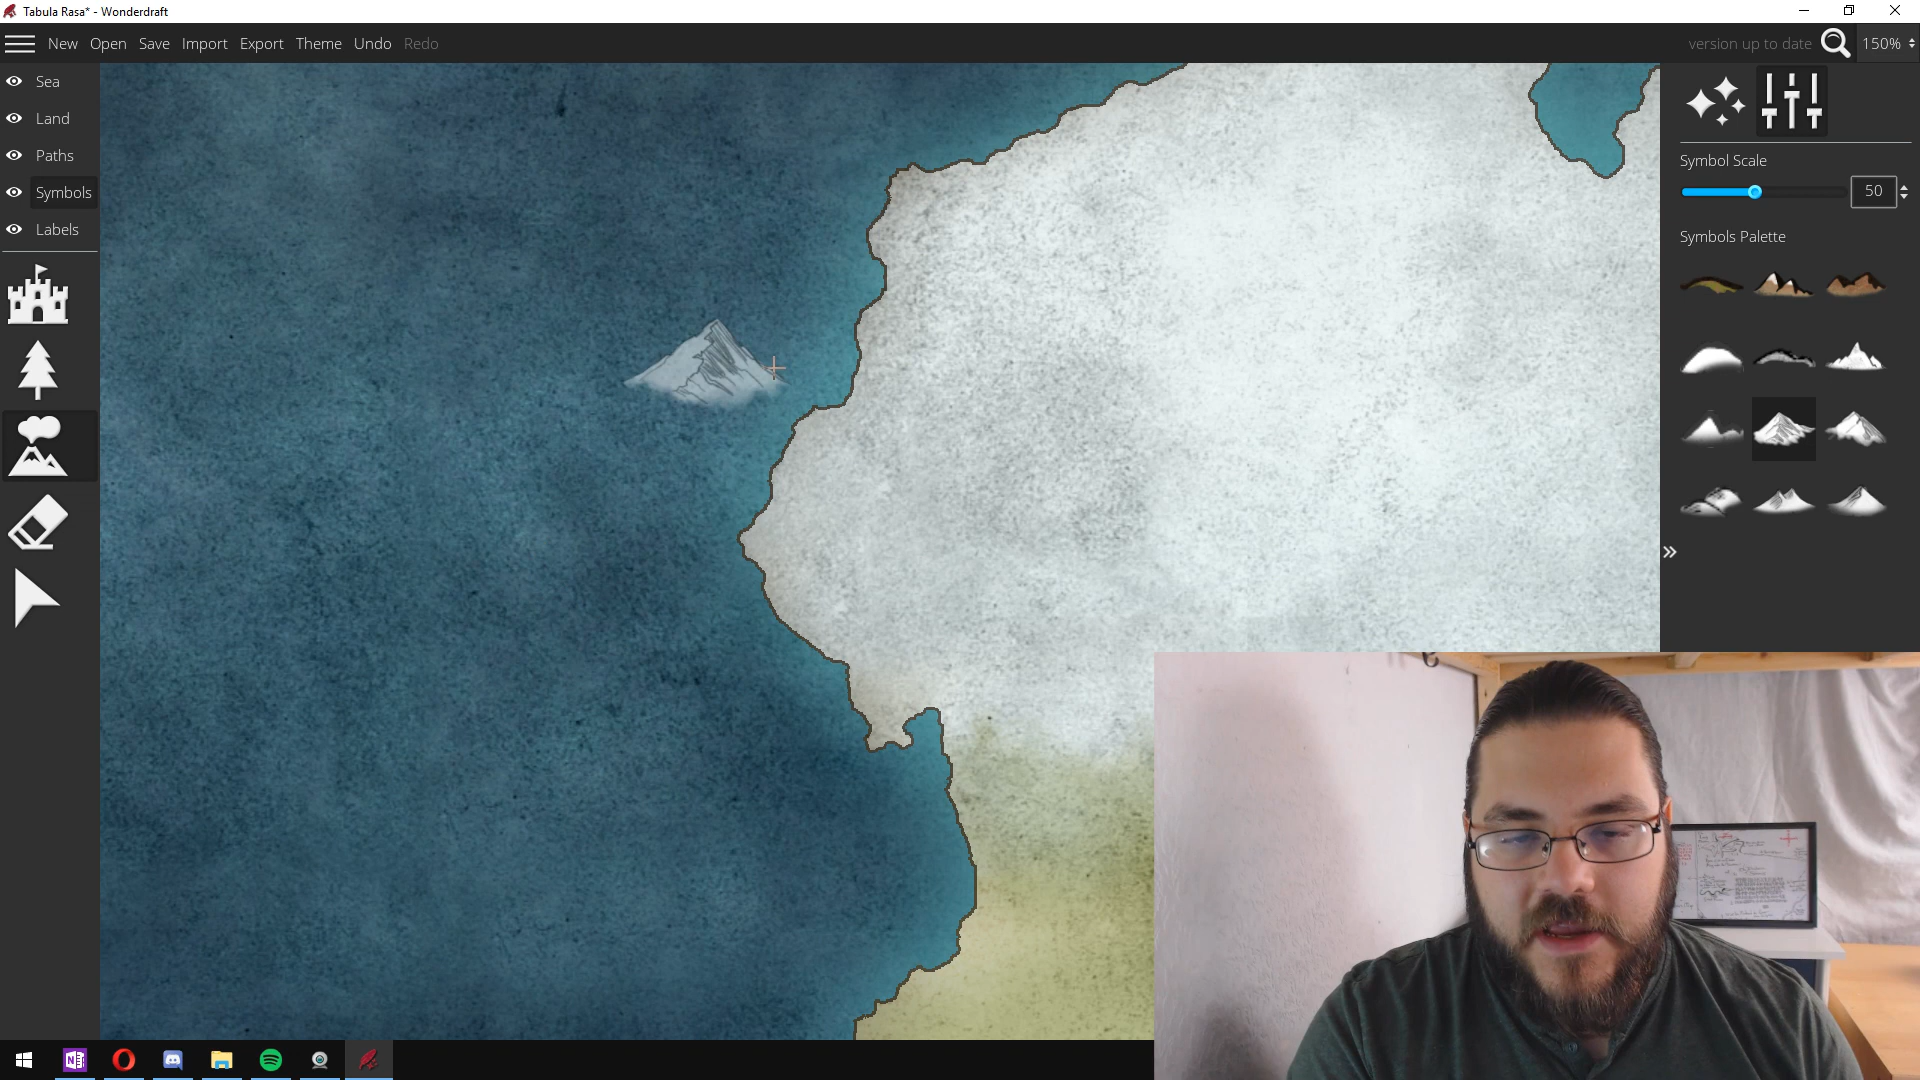 Tabula Rasa* - Wonderdraft
New Open Save Import Export Theme Undo Redo
version up to date
150%
Sea
Land
Paths
Symbols
Labels
Symbol Scale
50
Symbols Palette
N